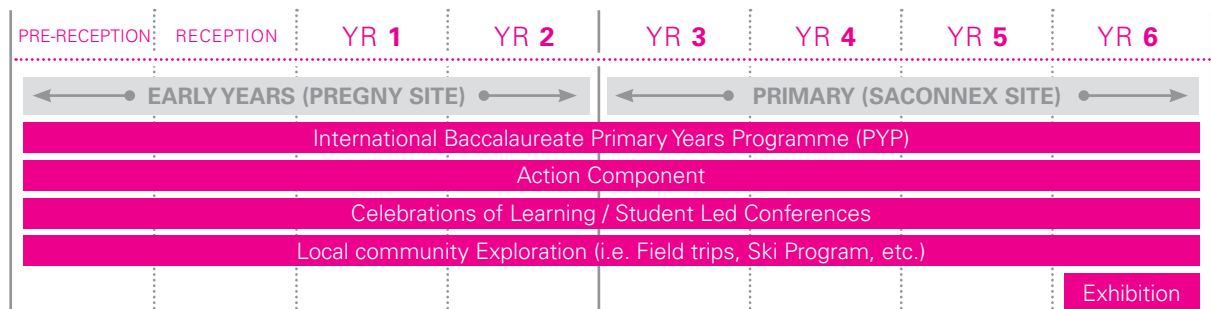 PRE-RECEPTION RECEPTION YR 1 YR 2 YR 3 YR 4 YR 5 YR 6
EARLY YEARS (PREGNY SITE) PRIMARY (SACONNEX SITE)
International Baccalaureate Primary Years Programme (PYP)
Action Component
Celebrations of Learning / Student Led Conferences
Local community Exploration (i.e. Field trips, Ski Program, etc.)
Exhibition